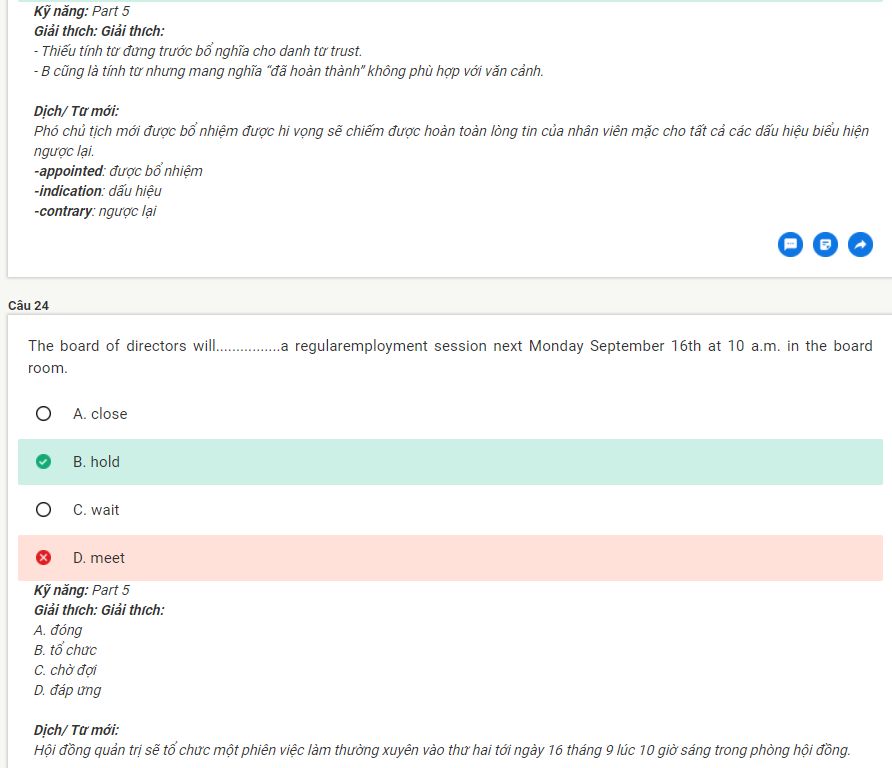 Kỹ năng: Part 5
Giải thích: Giải thích:
- Thiếu tính từ đứng trước bổ nghĩa cho danh từ trust.
- B cũng là tính từ nhưng mang nghĩa “đã hoàn thành” không phù hợp với văn cảnh.
Dịch/ Từ mới:
Phó chủ tịch mới được bổ nhiệm được hi vọng sẽ chiếm được hoàn toàn lòng tin của nhân viên mặc cho tất cả các dấu hiệu biểu hiện
ngược lại.
-appointed: được bổ nhiệm
-indication: dấu hiệu
-contrary: ngược lại
Câu 24
The board of directors will................a regularemployment session next Monday September 16th at 10 a.m. in the board
room.
A. close
B. hold
C. wait
D. meet
Kỹ năng: Part 5
Giải thích: Giải thích:
A. đóng
B. tổ chức
C. chờ đợi
D. đáp ứng
Dịch/ Từ mới:
Hội đồng quản trị sẽ tổ chức một phiên việc làm thường xuyên vào thứ hai tới ngày 16 tháng 9 lúc 10 giờ sáng trong phòng hội đồng.